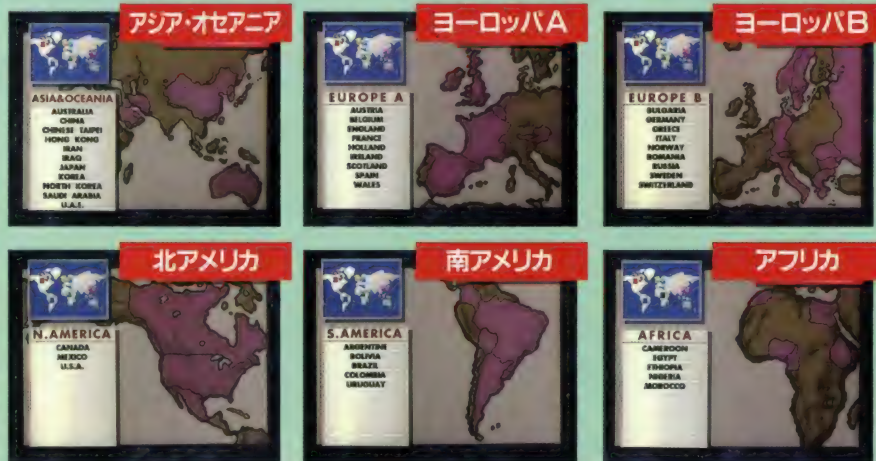 アジア・オセアニア
ASIA&OCEANIA
AUSTRALIA
CHINA
CHINESE TAIPEI
HONG KONG
IRAN
IRAQ
JAPAN
KOREA
NORTH KOREA
SAUDI ARABIA
U.A.E.
ヨーロッパA
EUROPE A
AUSTRIA
BELGIUM
ENGLAND
FRANCE
HOLLAND
IRELAND
SCOTLAND
SPAIN
WALES
ヨーロッパB
EUROPE B
BULGARIA
GERMANY
GREECE
ITALY
NORWAY
ROMANIA
RUSSIA
SWEDEN
SWITZERLAND
北アメリカ
N.AMERICA
CANADA
MEXICO
U.S.A.
南アメリカ
S.AMERICA
ARGENTINE
BOLIVIA
BRAZIL
COLOMBIA
URUGUAY
アフリカ
AFRICA
CAMEROON
EGYPT
ETHIOPIA
NIGERIA
MOROCCO